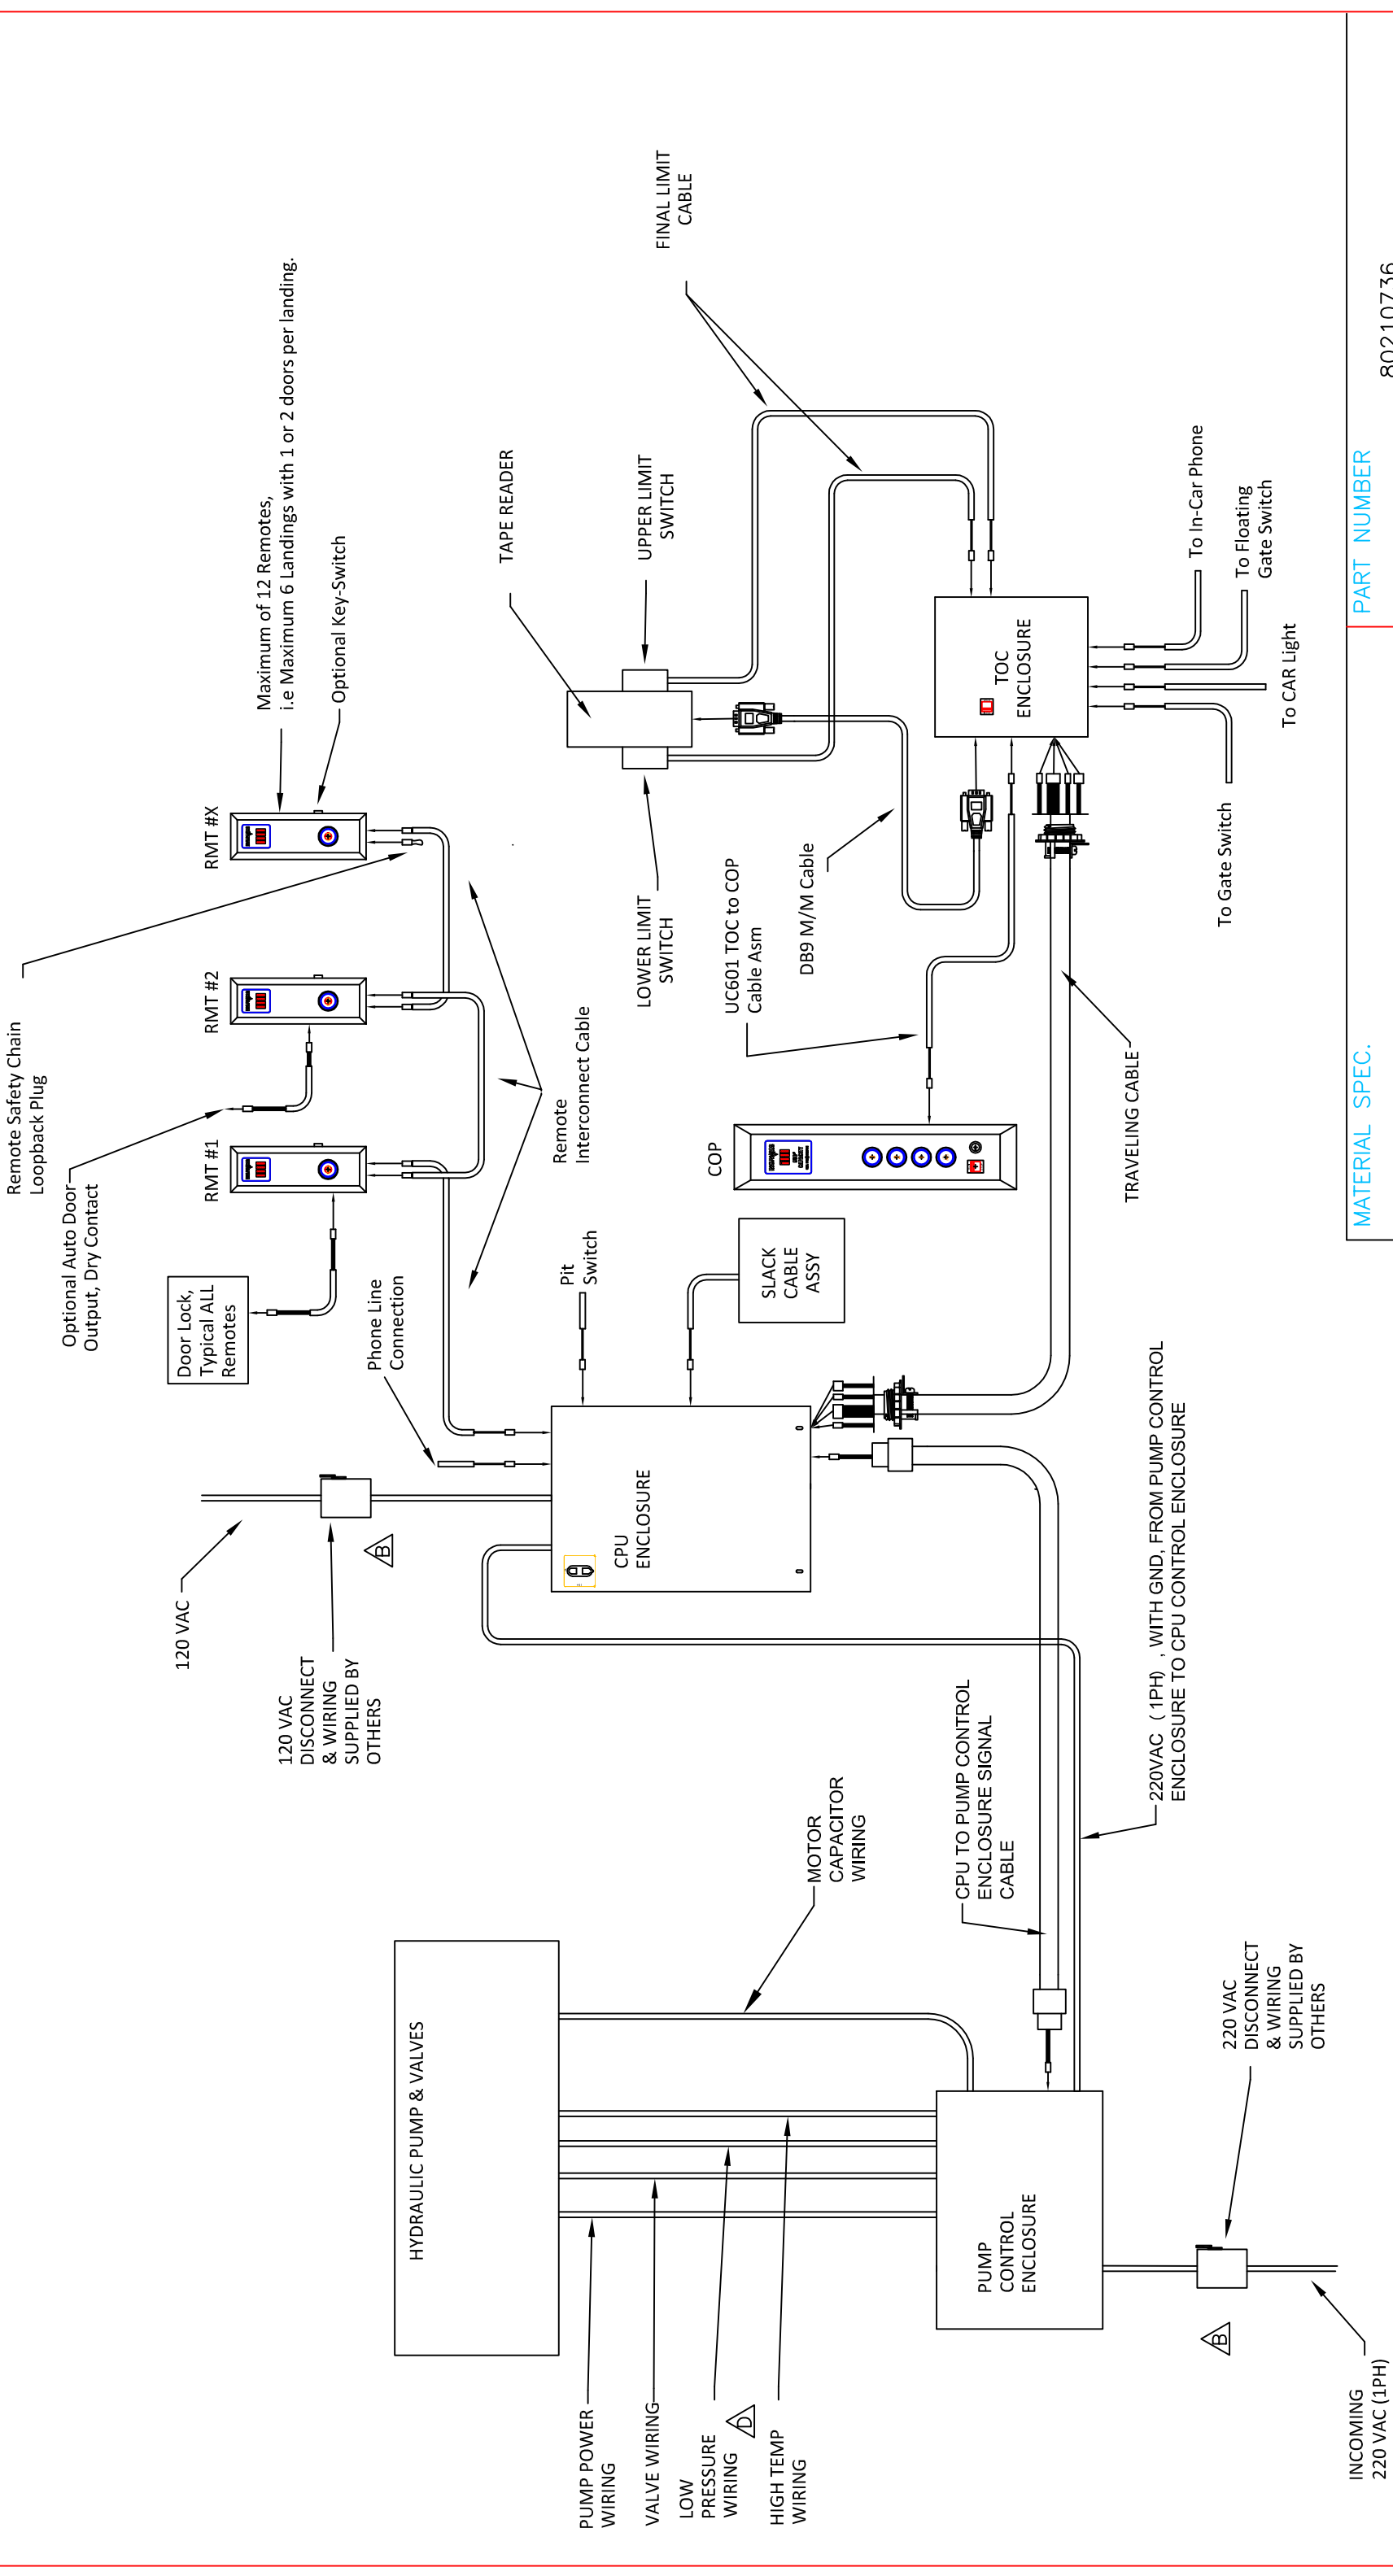 HYDRAULIC PUMP & VALVES
PUMP POWER
WIRING
VALVE WIRING
LOW
PRESSURE
WIRING
D
HIGH TEMP
WIRING
MOTOR
CAPACITOR
WIRING
PUMP
CONTROL
ENCLOSURE
B
INCOMING
220 VAC (1PH)
220 VAC
DISCONNECT
& WIRING
SUPPLIED BY
OTHERS
CPU TO PUMP CONTROL
ENCLOSURE SIGNAL
CABLE
220VAC (1PH) , WITH GND, FROM PUMP CONTROL
ENCLOSURE TO CPU CONTROL ENCLOSURE
120 VAC
120 VAC
DISCONNECT
& WIRING
SUPPLIED BY
OTHERS
B
CPU
ENCLOSURE
Phone Line
Connection
Pit
Switch
SLACK
CABLE
ASSY
Door Lock,
Typical ALL
Remotes
Optional Auto Door
Output, Dry Contact
Remote Safety Chain
Loopback Plug
RMT #1
RMT #2
RMT #X
Maximum of 12 Remotes,
i.e Maximum 6 Landings with 1 or 2 doors per landing.
Optional Key-Switch
Remote
Interconnect Cable
COP
UC601 TOC to COP
Cable Asm
DB9 M/M Cable
TRAVELING CABLE
LOWER LIMIT
SWITCH
TAPE READER
UPPER LIMIT
SWITCH
FINAL LIMIT
CABLE
TOC
ENCLOSURE
To Gate Switch
To CAR Light
To Floating
Gate Switch
To In-Car Phone
MATERIAL SPEC.
PART NUMBER
80210736